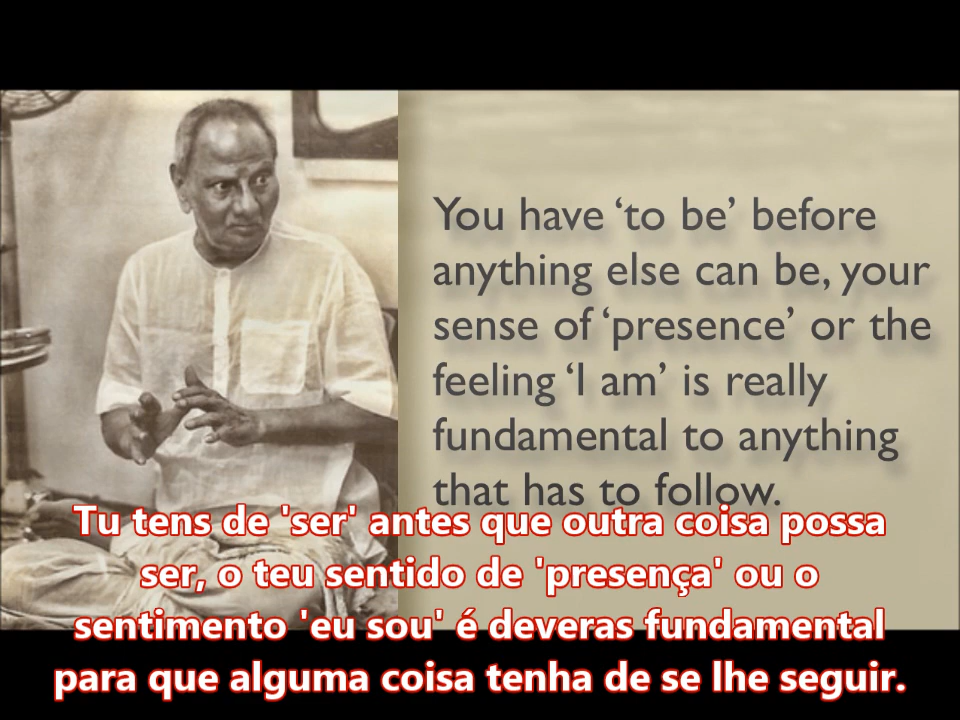 You have ‘to be’ before
anything else can be, your
sense of ‘presence’ or the
feeling ‘I am’ is really
fundamental to anything
that has to follow.
Tu tens de 'ser' antes que outra coisa possa
ser, o teu sentido de 'presença' ou o
sentimento 'eu sou' é deveras fundamental
para que alguma coisa tenha de se lhe seguir.